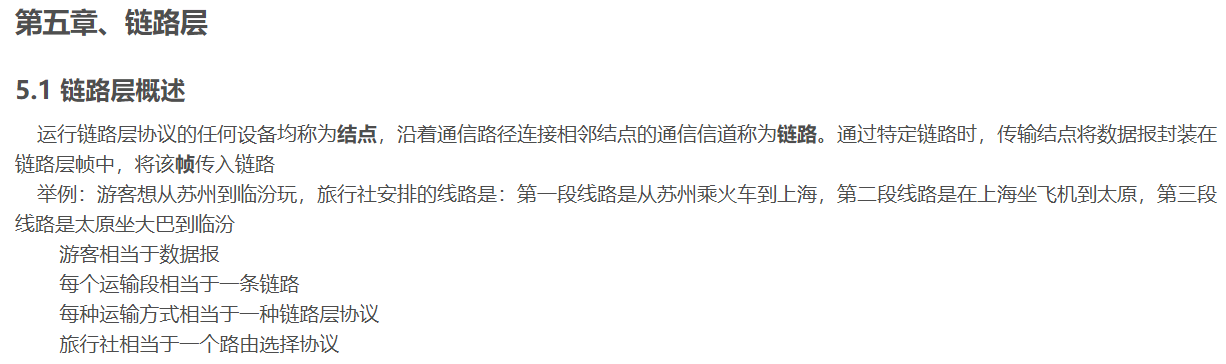 第五章、链路层
5.1 链路层概述
运行链路层协议的任何设备均称为结点，沿着通信路径连接相邻结点的通信信道称为链路。通过特定链路时，传输结点将数据报封装在
链路层帧中，将该帧传入链路
举例：游客想从苏州到临汾玩，旅行社安排的线路是：第一段线路是从苏州乘火车到上海，第二段线路是在上海坐飞机到太原，第三段
线路是太原坐大巴到临汾
游客相当于数据报
每个运输段相当于一条链路
每种运输方式相当于一种链路层协议
旅行社相当于一个路由选择协议